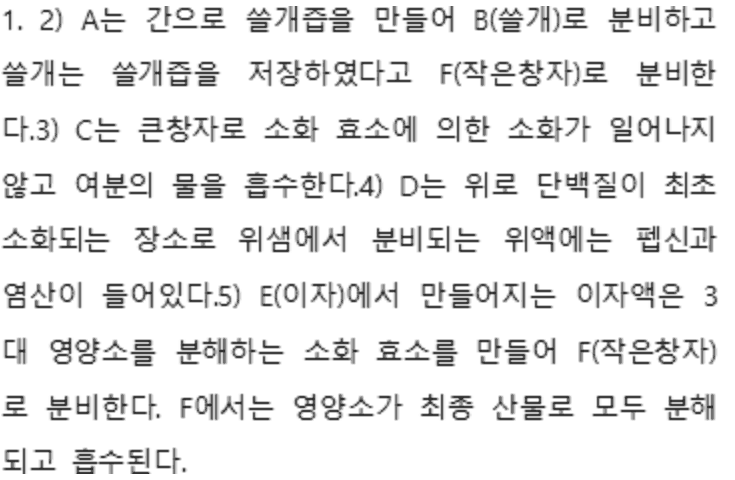 1. 2) A는 간으로 쓸개즙을 만들어 B(쓸개)로 분비하고
쓸개는 쓸개즙을 저장하였다고 F(작은창자)로 분비한
다.3) C는 큰창자로 소화 효소에 의한 소화가 일어나지
않고 여분의 물을 흡수한다.4) D는 위로 단백질이 최초
소화되는 장소로 위샘에서 분비되는 위액에는 펩신과
염산이 들어있다.5) E(이자)에서 만들어지는 이자액은 3
대 영양소를 분해하는 소화 효소를 만들어 F(작은창자)
로 분비한다. F에서는 영양소가 최종 산물로 모두 분해
되고 흡수된다.